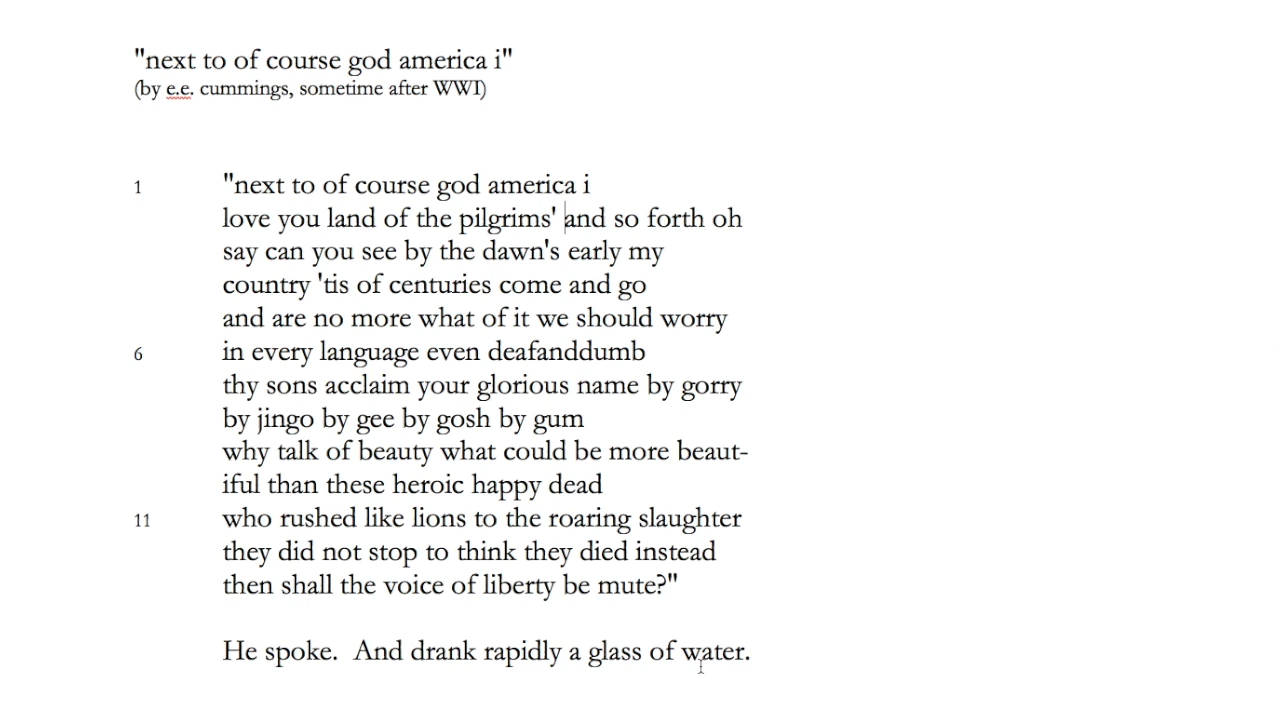 "next to of course god america i"
(by e.e. cummings, sometime after WWI)
1 "next to of course god america i
love you land of the pilgrims' and so forth oh
say can you see by the dawn's early my
country 'tis of centuries come and go
and are no more what of it we should worry
6 in every language even deafanddumb
thy sons acclaim your glorious name by gorry
by jingo by gee by gosh by gum
why talk of beauty what could be more beaut-
iful than these heroic happy dead
11 who rushed like lions to the roaring slaughter
they did not stop to think they died instead
then shall the voice of liberty be mute?"
He spoke.  And drank rapidly a glass of water.